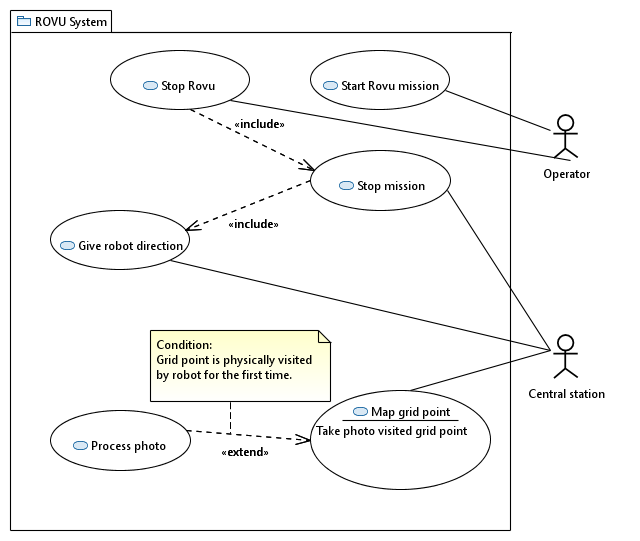 ROVU System
Stop Rovu
Start Rovu mission
«include»
Operator
Stop mission
«include»
Give robot direction
Condition:
Grid point is physically visited
by robot for the first time.
Central station
Map grid point
Take photo visited grid point
Process photo
«extend»